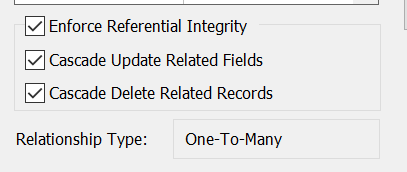 Enforce Referential Integrity
Cascade Update Related Fields
Cascade Delete Related Records
Relationship Type: One-To-Many